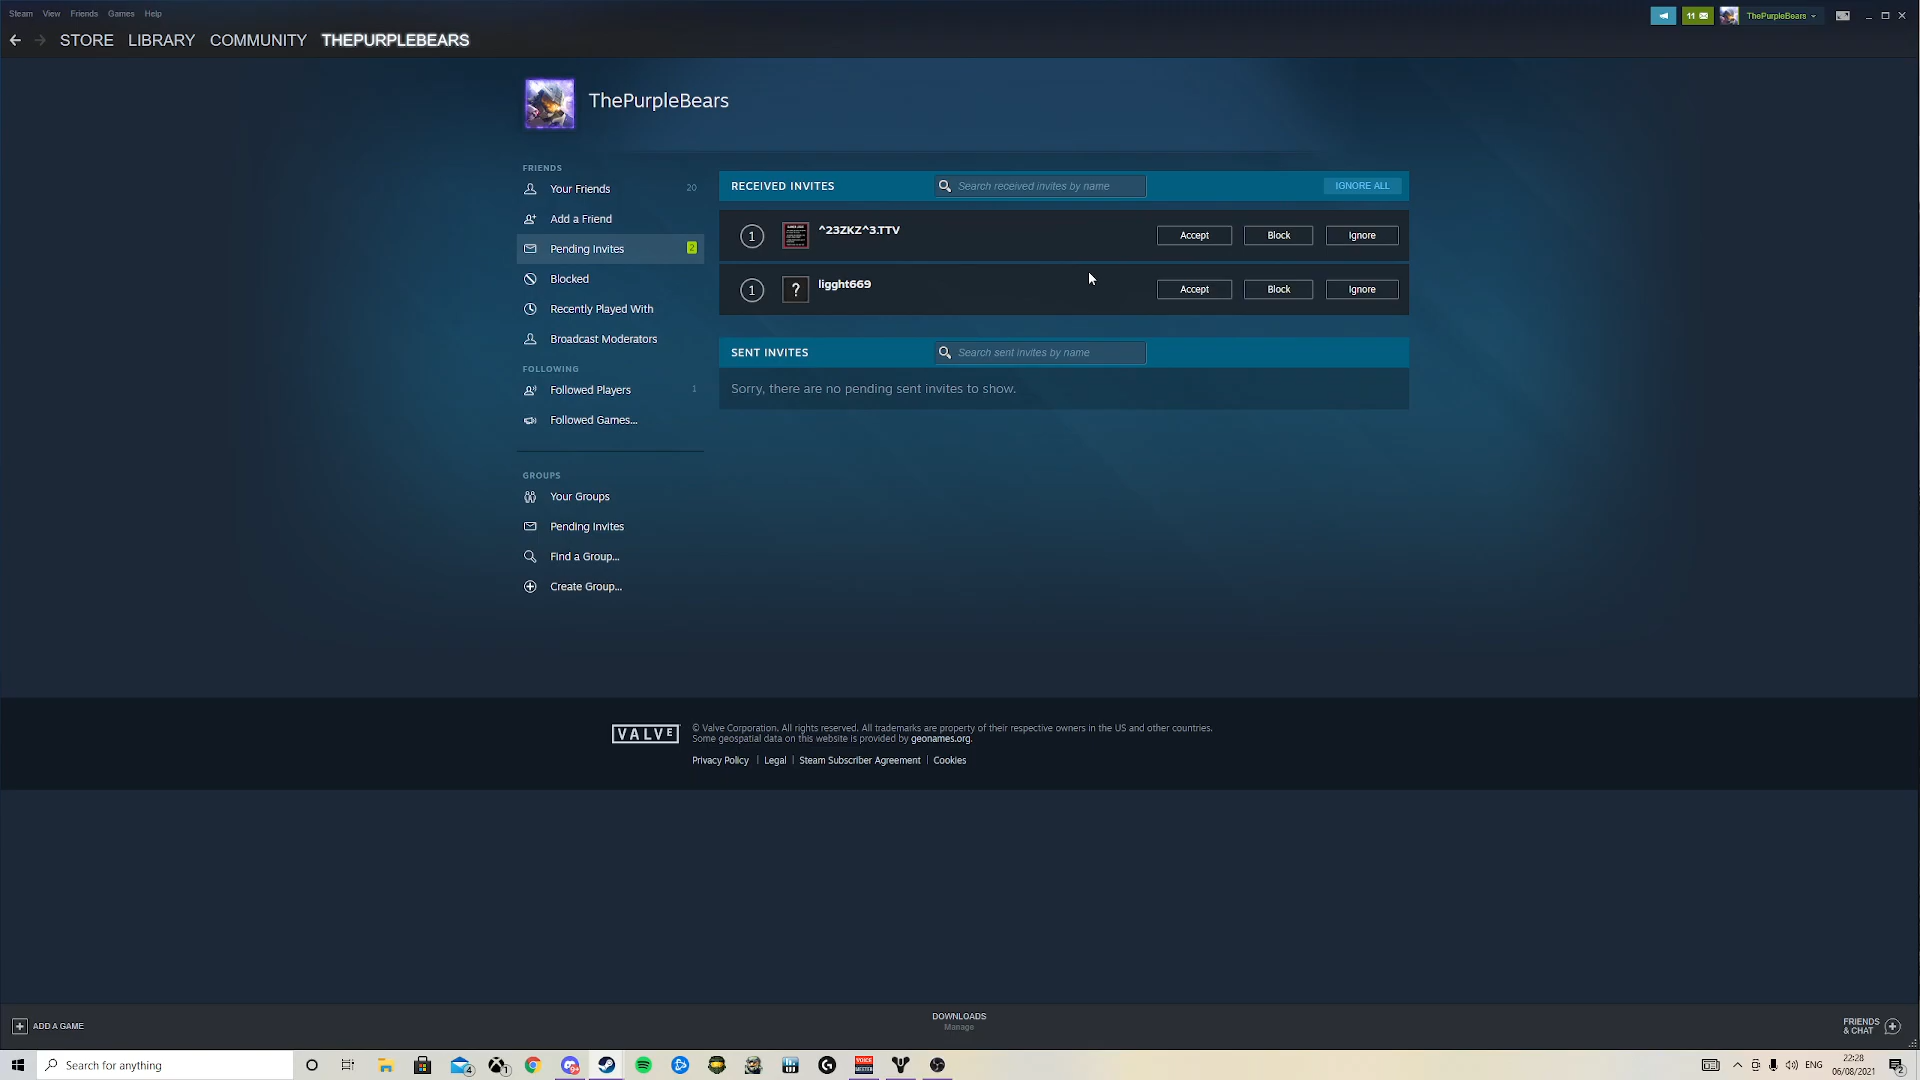 Steam View Friends Games Help
11 ThePurpleBears
STORE LIBRARY COMMUNITY THEPURPLEBEARS
ThePurpleBears
FRIENDS
Your Friends 20
Add a Friend
Pending Invites 2
Blocked
Recently Played With
Broadcast Moderators
FOLLOWING
Followed Players 1
Followed Games...
GROUPS
Your Groups
Pending Invites
Find a Group...
Create Group...
RECEIVED INVITES Search received invites by name IGNORE ALL
1 ^23ZKZ^3.TTV Accept Block Ignore
1 ? ligght669 Accept Block Ignore
SENT INVITES Search sent invites by name
Sorry, there are no pending sent invites to show.
VALVE
© Valve Corporation. All rights reserved. All trademarks are property of their respective owners in the US and other countries.
Some geospatial data on this website is provided by geonames.org.
Privacy Policy | Legal | Steam Subscriber Agreement | Cookies
ADD A GAME
DOWNLOADS
Manage
FRIENDS
& CHAT
Search for anything
4
1
VOICE
ENG
22:28
06/08/2021
2